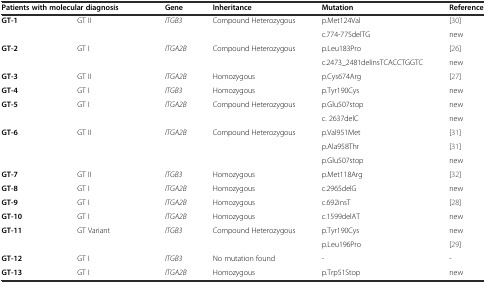 Patients with molecular diagnosis Gene Inheritance Mutation Reference
GT-1 GT II ITGB3 Compound Heterozygous p.Met124Val [30]
c.774-775delTG new
GT-2 GT I ITGA2B Compound Heterozygous p.Leu183Pro [26]
c.2473_2481delinsTCACCTGGTC new
GT-3 GT II ITGA2B Homozygous p.Cys674Arg [27]
GT-4 GT I ITGB3 Homozygous p.Tyr190Cys new
GT-5 GT I ITGA2B Compound Heterozygous p.Glu507stop new
c. 2637delC new
GT-6 GT II ITGA2B Compound Heterozygous p.Val951Met [31]
p.Ala958Thr [31]
p.Glu507stop new
GT-7 GT II ITGB3 Homozygous p.Met118Arg [32]
GT-8 GT I ITGA2B Homozygous c.2965delG new
GT-9 GT I ITGA2B Homozygous c.692insT [28]
GT-10 GT I ITGA2B Homozygous c.1599delAT new
GT-11 GT Variant ITGB3 Compound Heterozygous p.Tyr190Cys new
p.Leu196Pro [29]
GT-12 GT I ITGB3 No mutation found - -
GT-13 GT I ITGA2B Homozygous p.Trp51Stop new